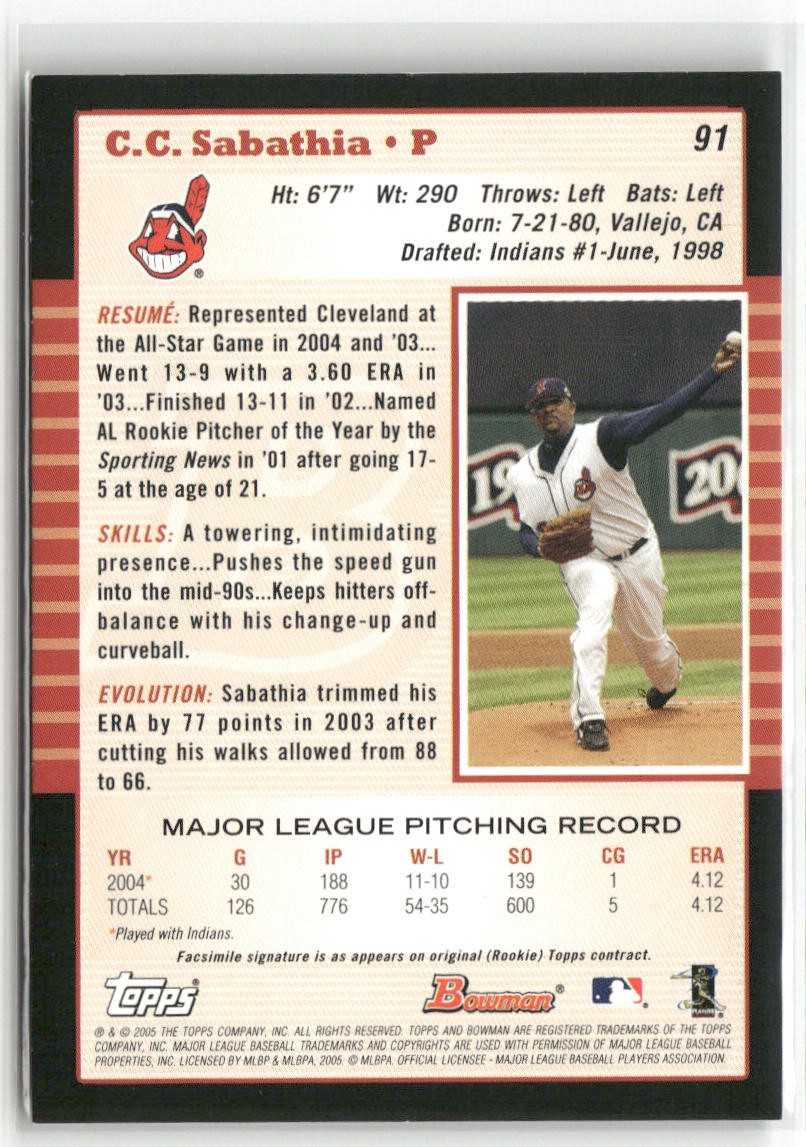 C.C. Sabathia • P
91
Ht: 6'7" Wt: 290 Throws: Left Bats: Left
Born: 7-21-80, Vallejo, CA
Drafted: Indians #1-June, 1998
®
RESUMÉ: Represented Cleveland at
the All-Star Game in 2004 and '03...
Went 13-9 with a 3.60 ERA in
'03...Finished 13-11 in '02...Named
AL Rookie Pitcher of the Year by the
Sporting News in '01 after going 17-
5 at the age of 21.
SKILLS: A towering, intimidating
presence...Pushes the speed gun
into the mid-90s...Keeps hitters off-
balance with his change-up and
curveball.
EVOLUTION: Sabathia trimmed his
ERA by 77 points in 2003 after
cutting his walks allowed from 88
to 66.
19
20
MAJOR LEAGUE PITCHING RECORD
YR G IP W-L SO CG ERA
2004* 30 188 11-10 139 1 4.12
TOTALS 126 776 54-35 600 5 4.12
*Played with Indians.
Facsimile signature is as appears on original (Rookie) Topps contract.
Topps® Bowman® ®
PLAYERS
® & © 2005 THE TOPPS COMPANY, INC. ALL RIGHTS RESERVED. TOPPS AND BOWMAN ARE REGISTERED TRADEMARKS OF THE TOPPS
COMPANY, INC. MAJOR LEAGUE BASEBALL TRADEMARKS AND COPYRIGHTS ARE USED WITH PERMISSION OF MAJOR LEAGUE BASEBALL
PROPERTIES, INC. LICENSED BY MLBP & MLBPA, 2005. © MLBPA. OFFICIAL LICENSEE - MAJOR LEAGUE BASEBALL PLAYERS ASSOCIATION.